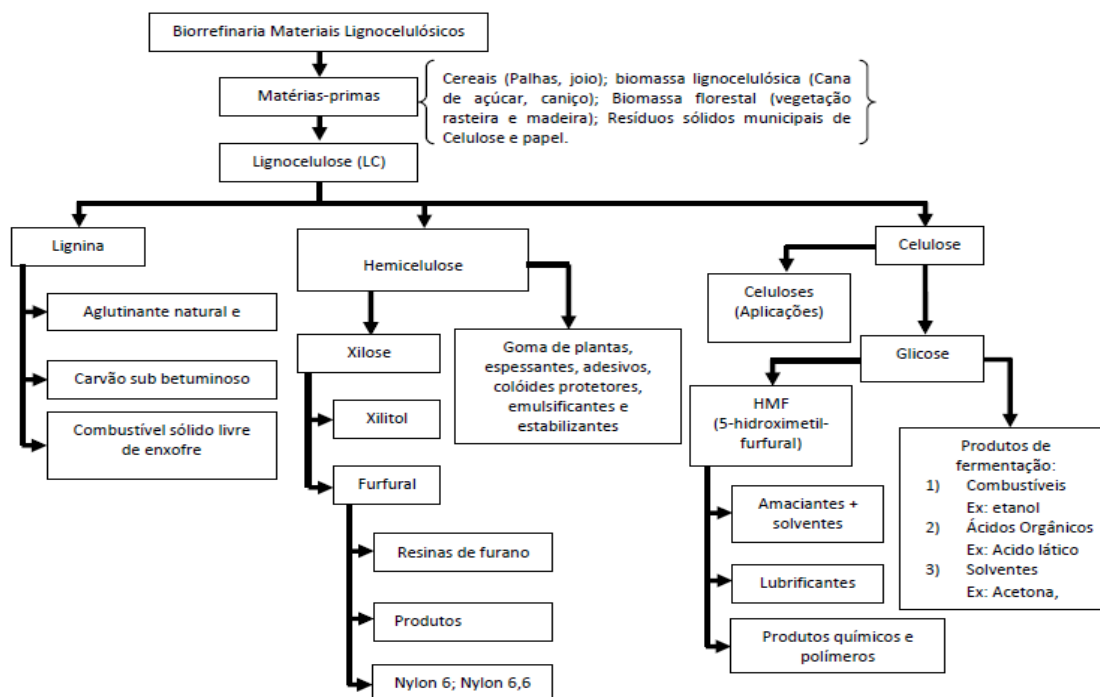 Biorrefinaria Materiais Lignocelulósicos
Matérias-primas
Cereais (Palhas, joio); biomassa lignocelulósica (Cana
de açúcar, caniço); Biomassa florestal (vegetação
rasteira e madeira); Resíduos sólidos municipais de
Celulose e papel.
Lignocelulose (LC)
Lignina
Aglutinante natural e
Carvão sub betuminoso
Combustível sólido livre
de enxofre
Hemicelulose
Xilose
Xilitol
Furfural
Resinas de furano
Produtos
Nylon 6; Nylon 6,6
Goma de plantas,
espessantes, adesivos,
colóides protetores,
emulsificantes e
estabilizantes
Celulose
Celuloses
(Aplicações)
Glicose
HMF
(5-hidroximetil-
furfural)
Amaciantes +
solventes
Lubrificantes
Produtos químicos e
polímeros
Produtos de
fermentação:
1) Combustíveis
Ex: etanol
2) Ácidos Orgânicos
Ex: Acido lático
3) Solventes
Ex: Acetona,